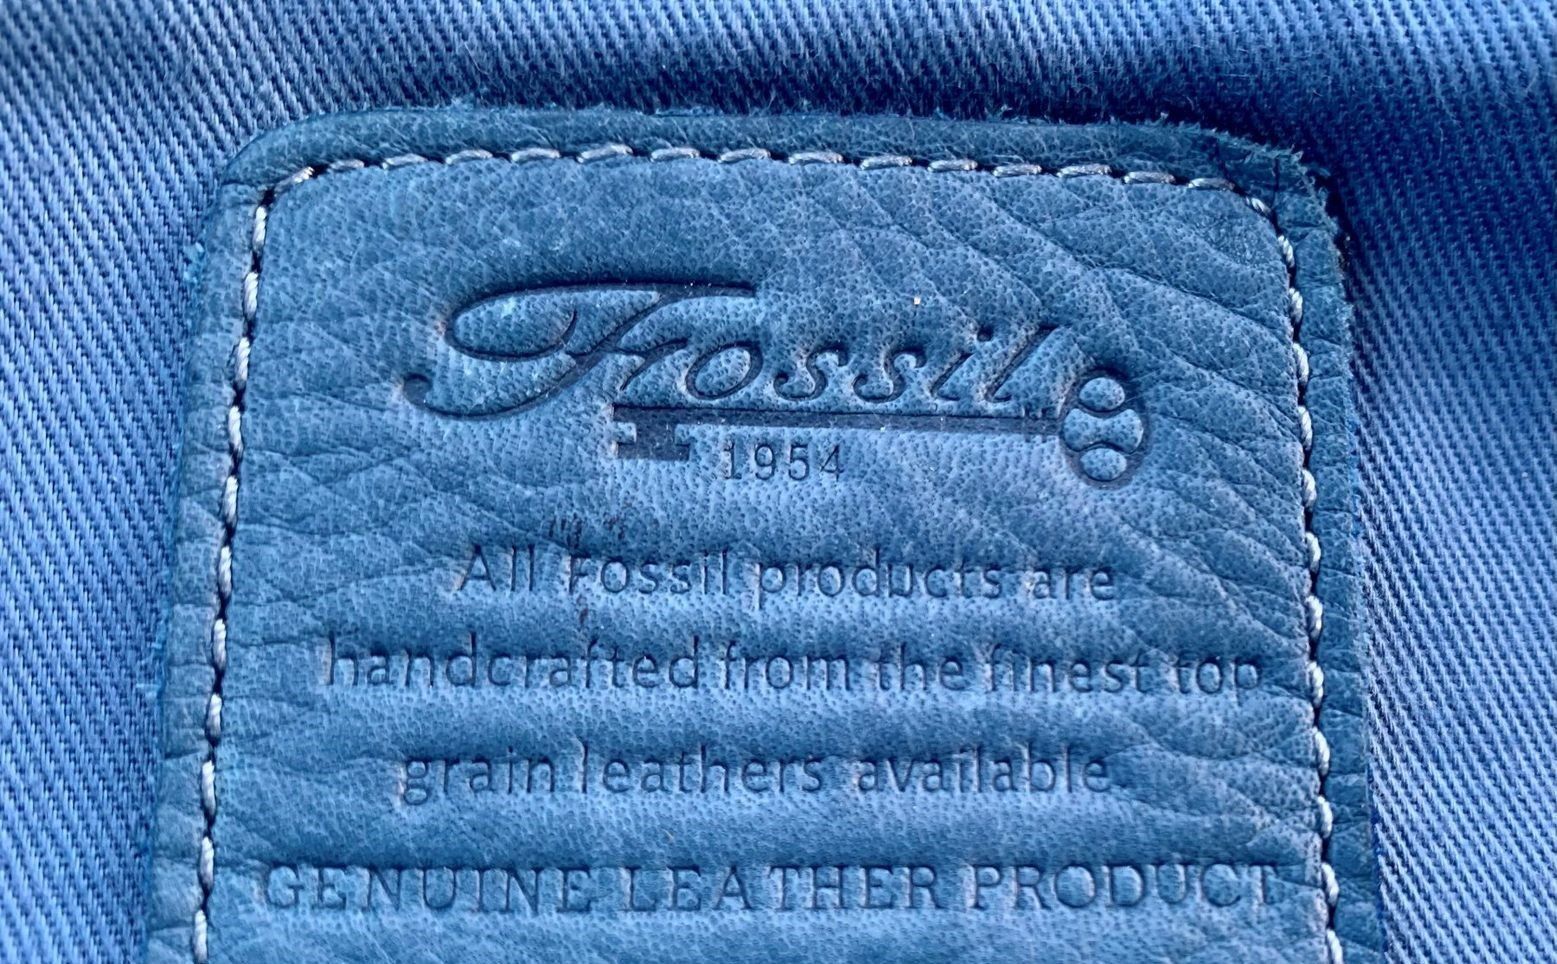 Fossil
1954
All Fossil products are
handcrafted from the finest top
grain leathers available
GENUINE LEATHER PRODUCT